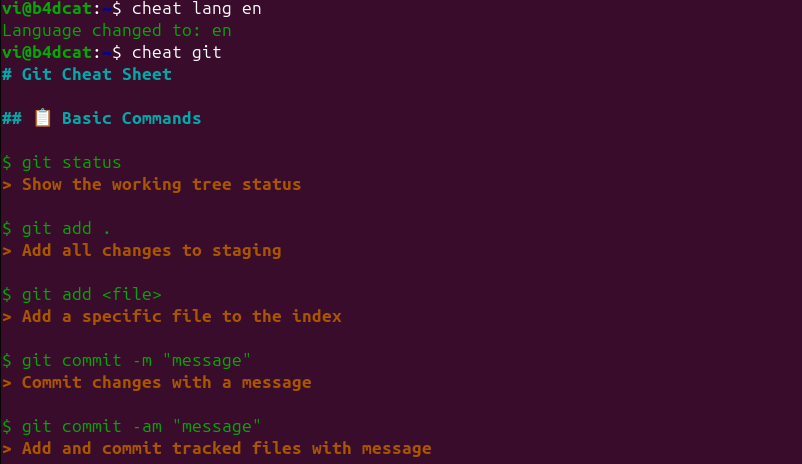 vi@b4dcat:~$ cheat lang en
Language changed to: en
vi@b4dcat:~$ cheat git
# Git Cheat Sheet
## 📋 Basic Commands
$ git status
> Show the working tree status
$ git add .
> Add all changes to staging
$ git add <file>
> Add a specific file to the index
$ git commit -m "message"
> Commit changes with a message
$ git commit -am "message"
> Add and commit tracked files with message